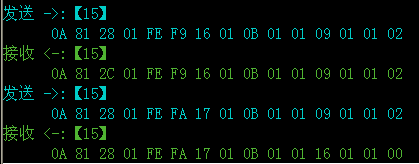 发送 ->:【15】
0A 81 28 01 FE F9 16 01 0B 01 01 09 01 01 02
接收 <-:【15】
0A 81 2C 01 FE F9 16 01 0B 01 01 09 01 01 02
发送 ->:【15】
0A 81 28 01 FE FA 17 01 0B 01 01 09 01 01 02
接收 <-:【15】
0A 81 28 01 FE FA 17 01 0B 01 01 16 01 01 00